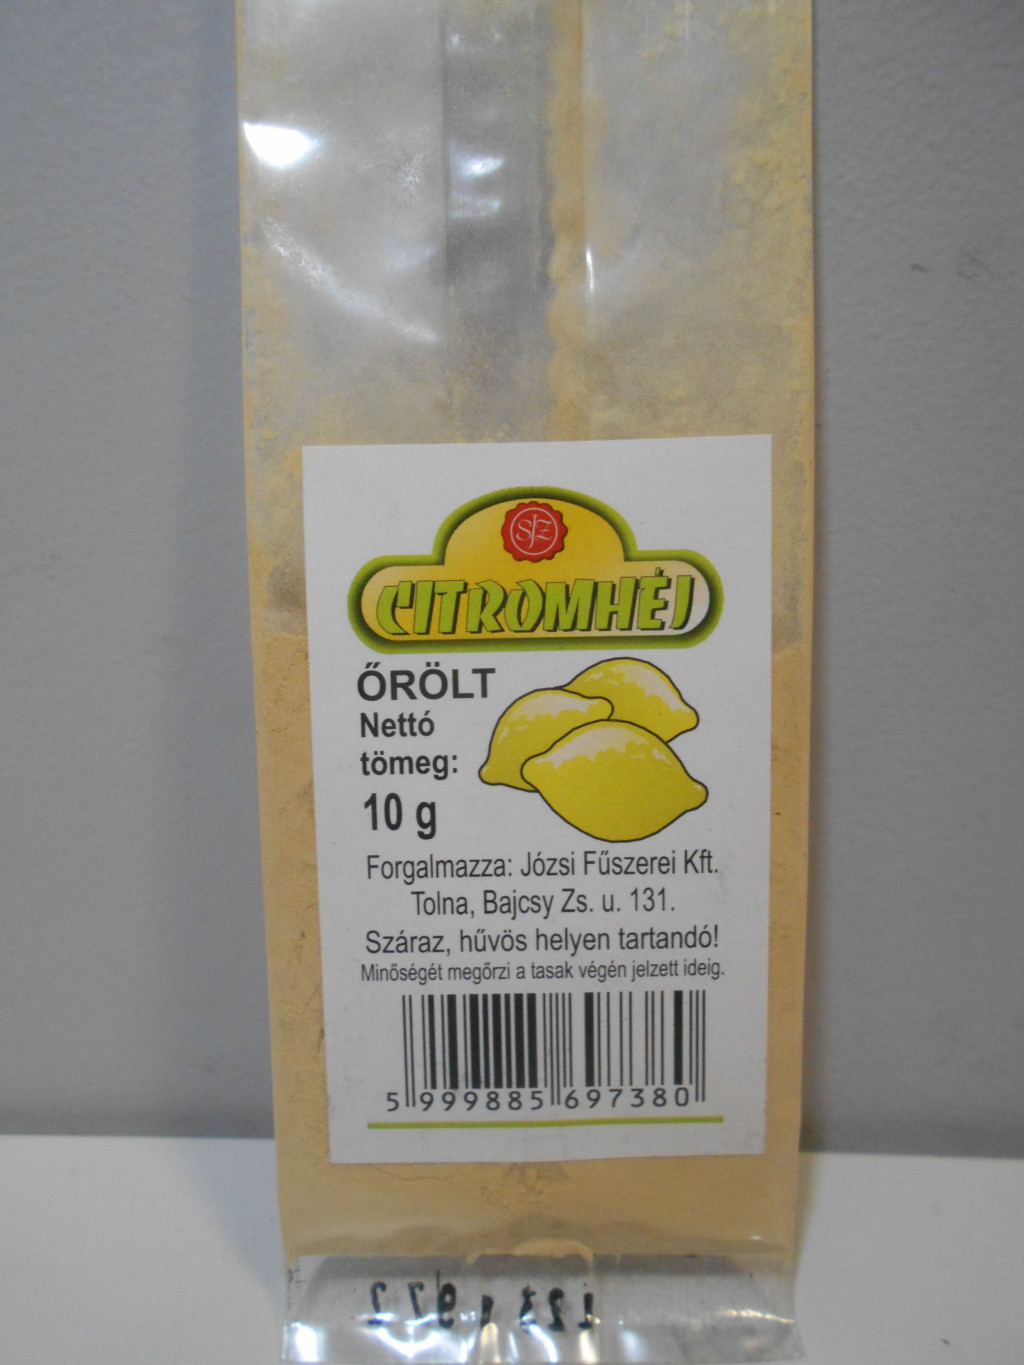 SJZ
CITROMHÉJ
ŐRÖLT
Nettó
tömeg:
10 g
Forgalmazza: Józsi Fűszerei Kft.
Tolna, Bajcsy Zs. u. 131.
Száraz, hűvös helyen tartandó!
Minőségét megőrzi a tasak végén jelzett ideig.
5 999885 697380